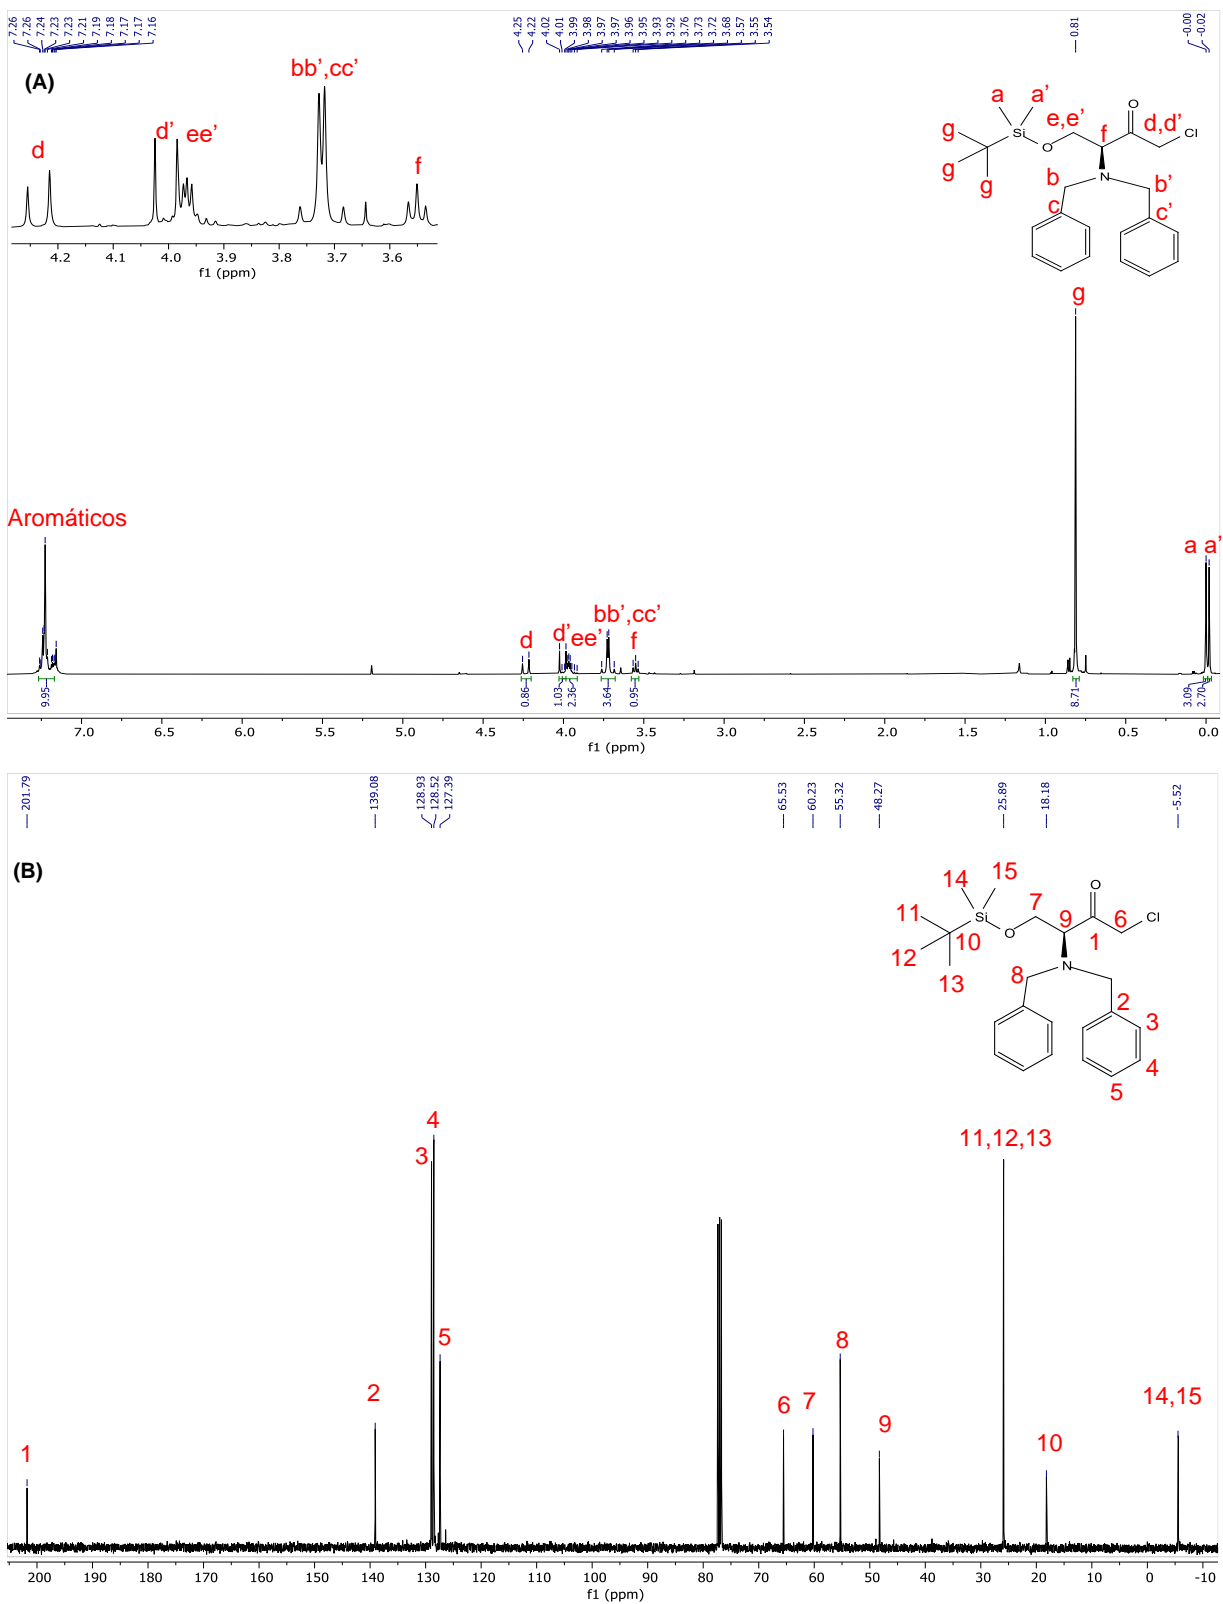 7.26
7.26
7.24
7.23
7.23
7.21
7.19
7.18
7.17
7.17
7.16
4.25
4.22
4.02
4.01
3.99
3.98
3.97
3.97
3.96
3.95
3.93
3.92
3.76
3.73
3.72
3.68
3.57
3.55
3.54
0.81
-0.00
-0.02
(A)
d
d’
ee’
bb’,cc’
f
4.2 4.1 4.0 3.9 3.8 3.7 3.6
f1 (ppm)
a a’
g Si e,e’ O d,d’ Cl
O f
g g
N
b b’
c c’
g
Aromáticos
d
d’
ee’
bb’,cc’
f
a a’
9.95
0.86
1.03
2.36
3.64
0.95
8.71
3.09
2.70
7.0 6.5 6.0 5.5 5.0 4.5 4.0 3.5 3.0 2.5 2.0 1.5 1.0 0.5 0.0
f1 (ppm)
201.79
139.08
128.93
128.52
127.39
65.53
60.23
55.32
48.27
25.89
18.18
-5.52
(B)
14 15
O
11 Si 7 9 6 Cl
10 O 1
12
13 8 N
2 3
4
5
1
2
3
4
5
6
7
8
9
11,12,13
10
14,15
200 190 180 170 160 150 140 130 120 110 100 90 80 70 60 50 40 30 20 10 0 -10
f1 (ppm)